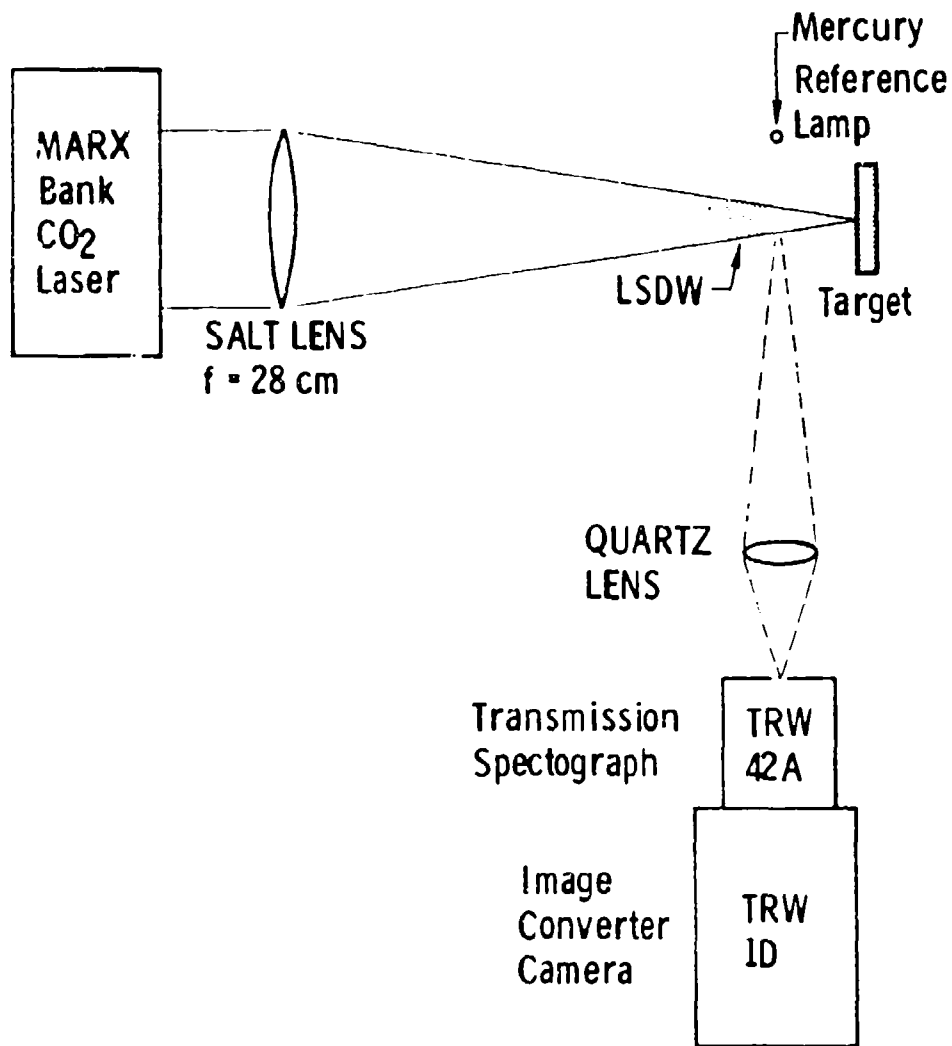 Mercury
Reference
Lamp
MARX
Bank
CO2
Laser
LSDW
Target
SALT LENS
f = 28 cm
QUARTZ
LENS
Transmission
Spectograph
TRW
42A
Image
Converter
Camera
TRW
1D